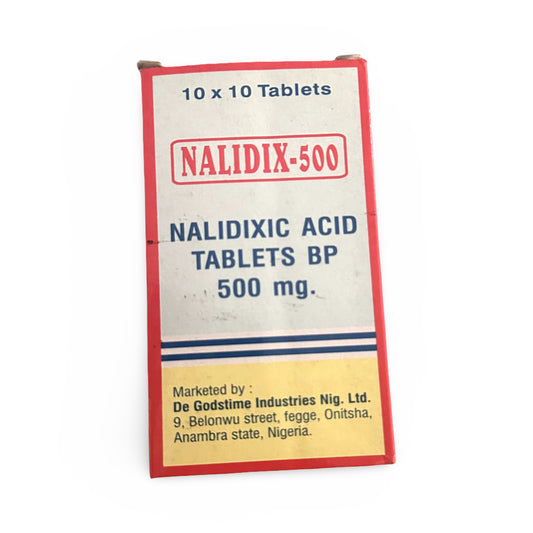 10 x 10 Tablets
NALIDIX-500
NALIDIXIC ACID
TABLETS BP
500 mg.
Marketed by :
De Godstime Industries Nig. Ltd.
9, Belonwu street, fegge, Onitsha,
Anambra state, Nigeria.